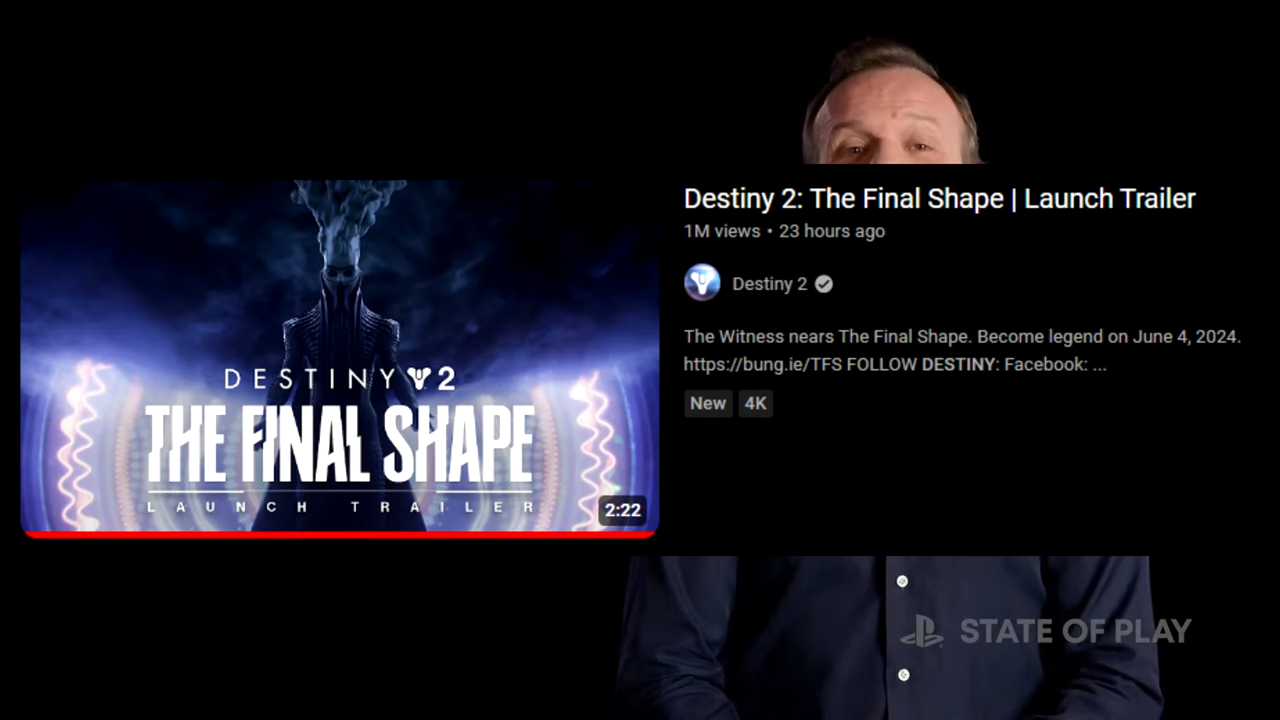 Destiny 2: The Final Shape | Launch Trailer
1M views • 23 hours ago
Destiny 2
The Witness nears The Final Shape. Become legend on June 4, 2024.
https://bung.ie/TFS FOLLOW DESTINY: Facebook: ...
New 4K
DESTINY 2
THE FINAL SHAPE
LAUNCH TRAILER
2:22
STATE OF PLAY